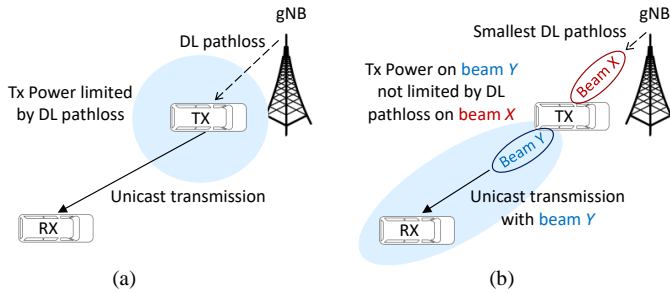 gNB
DL pathloss
Tx Power limited
by DL pathloss
TX
Unicast transmission
RX
(a)
gNB
Smallest DL pathloss
Beam X
Tx Power on beam Y
not limited by DL
pathloss on beam X
TX
Beam Y
Unicast transmission
with beam Y
RX
(b)